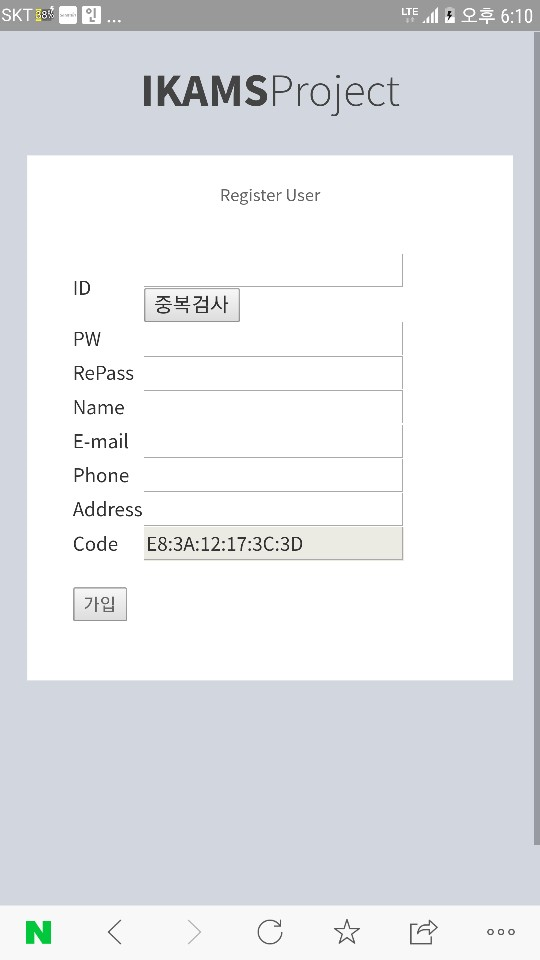 SKT 88% 인 ... LTE 오후 6:10
IKAMSProject
Register User
ID
중복검사
PW
RePass
Name
E-mail
Phone
Address
Code E8:3A:12:17:3C:3D
가입
N